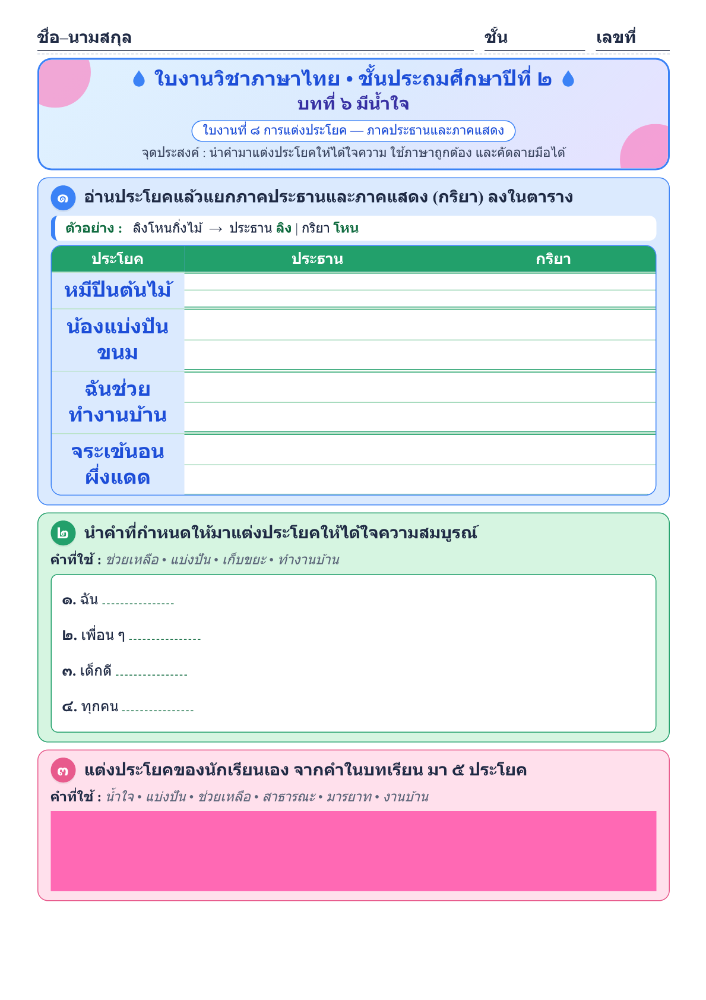 ชื่อ–นามสกุล ชั้น เลขที่
ใบงานวิชาภาษาไทย • ชั้นประถมศึกษาปีที่ ๒
บทที่ ๖ มีน้ำใจ
ใบงานที่ ๘ การแต่งประโยค — ภาคประธานและภาคแสดง
จุดประสงค์ : นำคำมาแต่งประโยคให้ได้ใจความ ใช้ภาษาถูกต้อง และคัดลายมือได้
๑ อ่านประโยคแล้วแยกภาคประธานและภาคแสดง (กริยา) ลงในตาราง
ตัวอย่าง : ลิงโหนกิ่งไม้ → ประธาน ลิง | กริยา โหน
ประโยค ประธาน กริยา
หมีปีนต้นไม้
น้องแบ่งปัน
ขนม
ฉันช่วย
ทำงานบ้าน
จระเข้นอน
ผึ่งแดด
๒ นำคำที่กำหนดให้มาแต่งประโยคให้ได้ใจความสมบูรณ์
คำที่ใช้ : ช่วยเหลือ • แบ่งปัน • เก็บขยะ • ทำงานบ้าน
๑. ฉัน
๒. เพื่อน ๆ
๓. เด็กดี
๔. ทุกคน
๓ แต่งประโยคของนักเรียนเอง จากคำในบทเรียน มา ๕ ประโยค
คำที่ใช้ : น้ำใจ • แบ่งปัน • ช่วยเหลือ • สาธารณะ • มารยาท • งานบ้าน